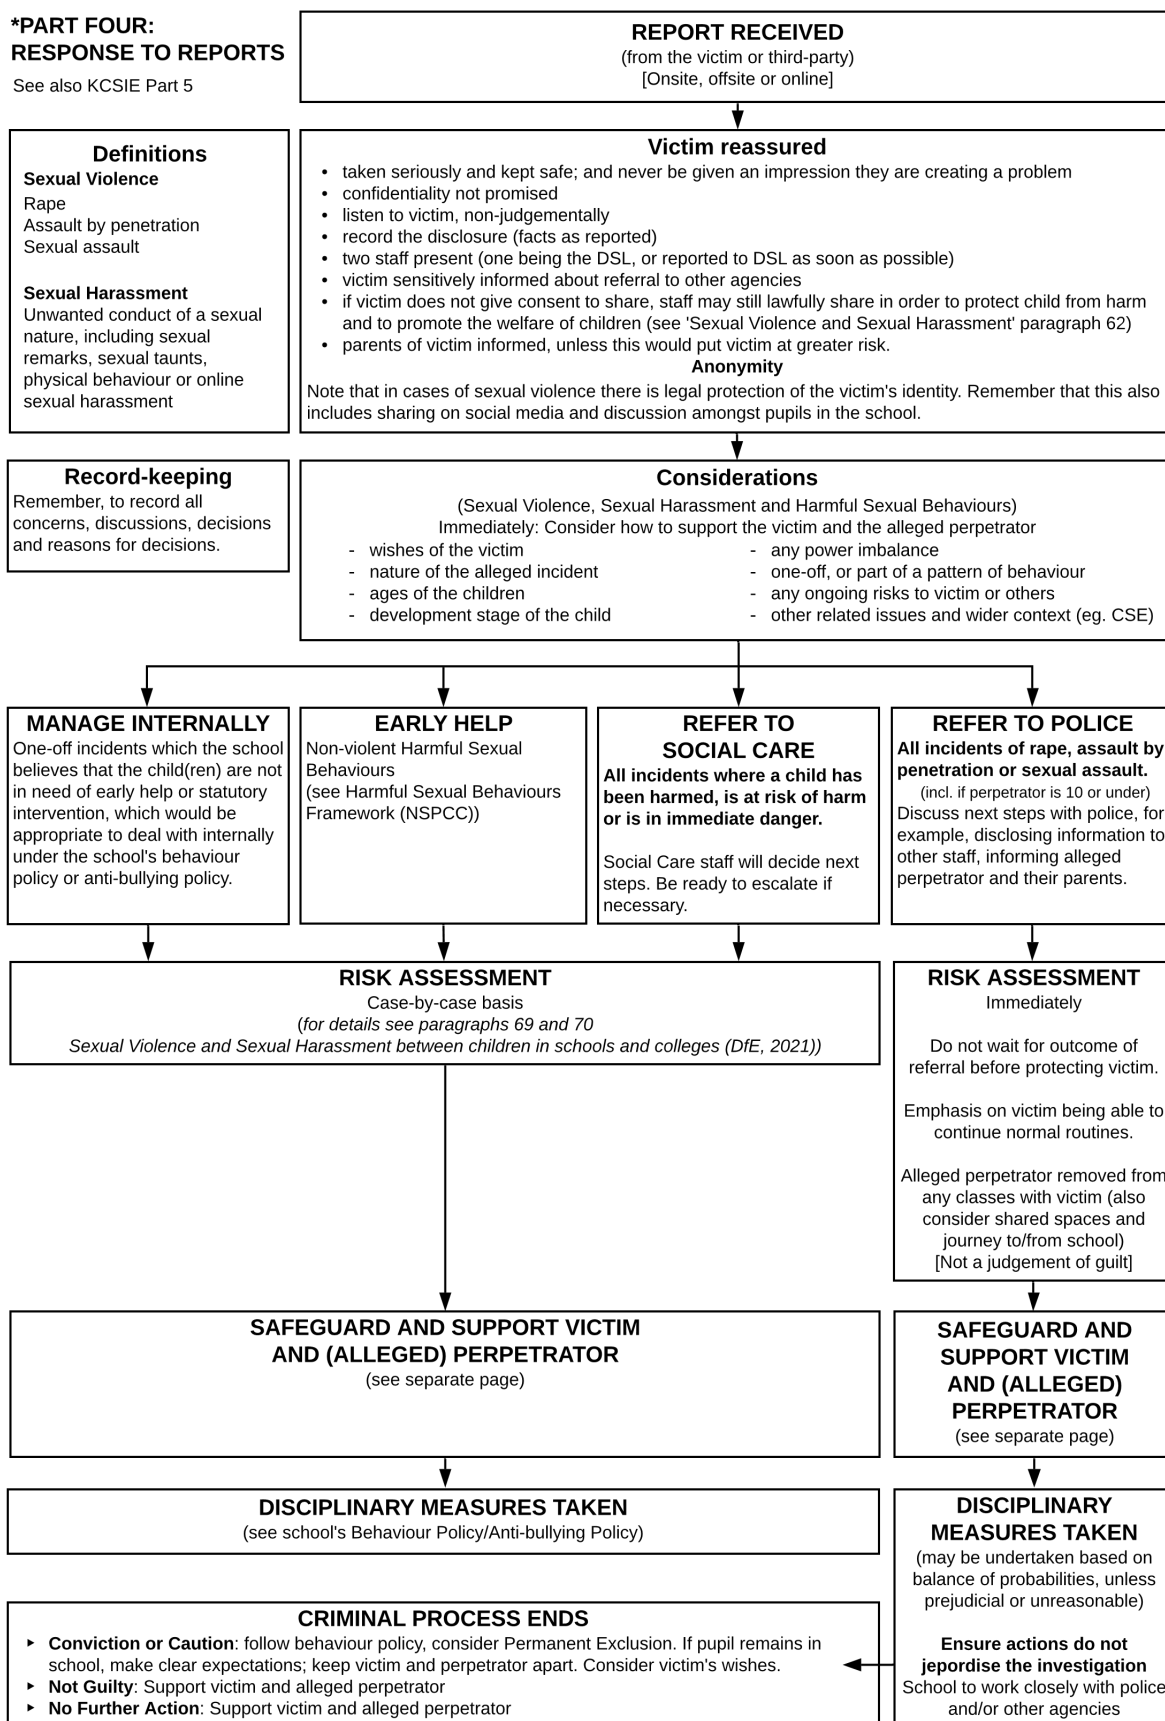 *PART FOUR:
RESPONSE TO REPORTS
See also KCSIE Part 5
REPORT RECEIVED
(from the victim or third-party)
[Onsite, offsite or online]
Definitions
Sexual Violence
Rape
Assault by penetration
Sexual assault
Sexual Harassment
Unwanted conduct of a sexual
nature, including sexual
remarks, sexual taunts,
physical behaviour or online
sexual harassment
Victim reassured
• taken seriously and kept safe; and never be given an impression they are creating a problem
• confidentiality not promised
• listen to victim, non-judgementally
• record the disclosure (facts as reported)
• two staff present (one being the DSL, or reported to DSL as soon as possible)
• victim sensitively informed about referral to other agencies
• if victim does not give consent to share, staff may still lawfully share in order to protect child from harm
and to promote the welfare of children (see 'Sexual Violence and Sexual Harassment' paragraph 62)
• parents of victim informed, unless this would put victim at greater risk.
Anonymity
Note that in cases of sexual violence there is legal protection of the victim's identity. Remember that this also
includes sharing on social media and discussion amongst pupils in the school.
Record-keeping
Remember, to record all
concerns, discussions, decisions
and reasons for decisions.
Considerations
(Sexual Violence, Sexual Harassment and Harmful Sexual Behaviours)
Immediately: Consider how to support the victim and the alleged perpetrator
- wishes of the victim
- nature of the alleged incident
- ages of the children
- development stage of the child
- any power imbalance
- one-off, or part of a pattern of behaviour
- any ongoing risks to victim or others
- other related issues and wider context (eg. CSE)
MANAGE INTERNALLY
One-off incidents which the school
believes that the child(ren) are not
in need of early help or statutory
intervention, which would be
appropriate to deal with internally
under the school's behaviour
policy or anti-bullying policy.
EARLY HELP
Non-violent Harmful Sexual
Behaviours
(see Harmful Sexual Behaviours
Framework (NSPCC))
REFER TO
SOCIAL CARE
All incidents where a child has
been harmed, is at risk of harm
or is in immediate danger.
Social Care staff will decide next
steps. Be ready to escalate if
necessary.
REFER TO POLICE
All incidents of rape, assault by
penetration or sexual assault.
(incl. if perpetrator is 10 or under)
Discuss next steps with police, for
example, disclosing information to
other staff, informing alleged
perpetrator and their parents.
RISK ASSESSMENT
Case-by-case basis
(for details see paragraphs 69 and 70
Sexual Violence and Sexual Harassment between children in schools and colleges (DfE, 2021))
RISK ASSESSMENT
Immediately
Do not wait for outcome of
referral before protecting victim.
Emphasis on victim being able to
continue normal routines.
Alleged perpetrator removed from
any classes with victim (also
consider shared spaces and
journey to/from school)
[Not a judgement of guilt]
SAFEGUARD AND SUPPORT VICTIM
AND (ALLEGED) PERPETRATOR
(see separate page)
SAFEGUARD AND
SUPPORT VICTIM
AND (ALLEGED)
PERPETRATOR
(see separate page)
DISCIPLINARY MEASURES TAKEN
(see school's Behaviour Policy/Anti-bullying Policy)
DISCIPLINARY
MEASURES TAKEN
(may be undertaken based on
balance of probabilities, unless
prejudicial or unreasonable)
Ensure actions do not
jepordise the investigation
School to work closely with police
and/or other agencies
CRIMINAL PROCESS ENDS
▸ Conviction or Caution: follow behaviour policy, consider Permanent Exclusion. If pupil remains in
school, make clear expectations; keep victim and perpetrator apart. Consider victim's wishes.
▸ Not Guilty: Support victim and alleged perpetrator
▸ No Further Action: Support victim and alleged perpetrator